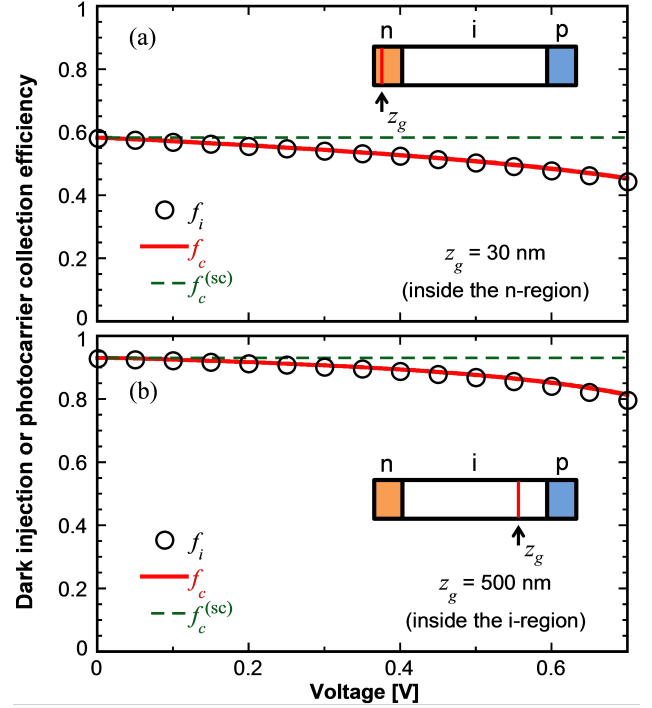 Dark injection or photocarrier collection efficiency
1
0.8
0.6
0.4
0.2
0
(a)
n i p
z_g
f_i
f_c
f_c^(sc)
z_g = 30 nm
(inside the n-region)
1
0.8
0.6
0.4
0.2
0
(b)
n i p
z_g
f_i
f_c
f_c^(sc)
z_g = 500 nm
(inside the i-region)
0 0.2 0.4 0.6
Voltage [V]